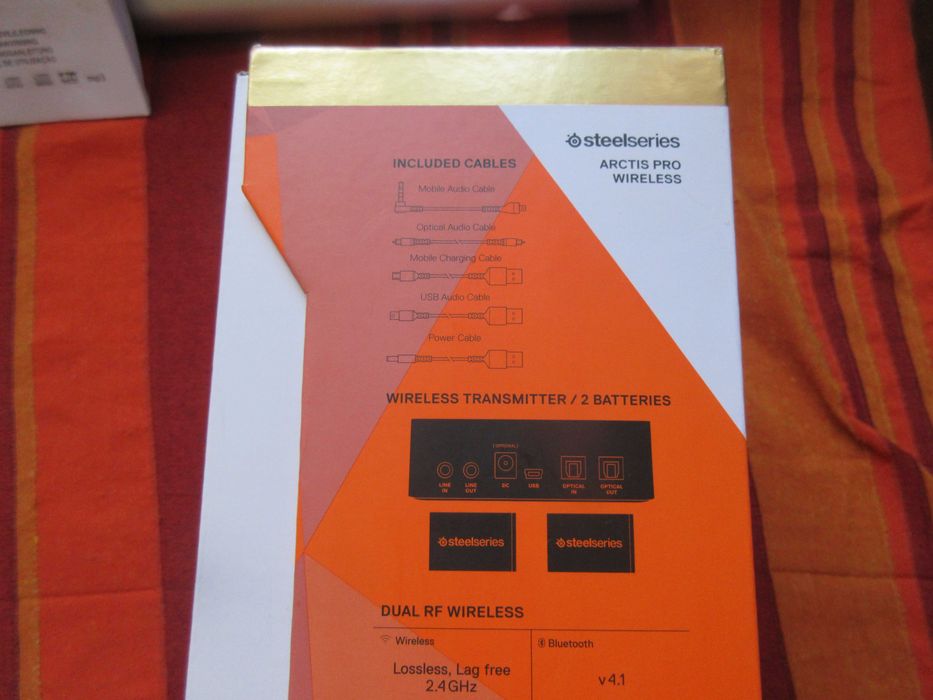 DE UTILIZAÇÃO
steelseries
ARCTIS PRO
WIRELESS
INCLUDED CABLES
Mobile Audio Cable
Optical Audio Cable
Mobile Charging Cable
USB Audio Cable
Power Cable
WIRELESS TRANSMITTER / 2 BATTERIES
[OPTIONAL]
LINE IN
LINE OUT
DC
USB
OPTICAL IN
OPTICAL OUT
steelseries
steelseries
DUAL RF WIRELESS
Wireless
Lossless, Lag free
2.4GHz
Bluetooth
v4.1